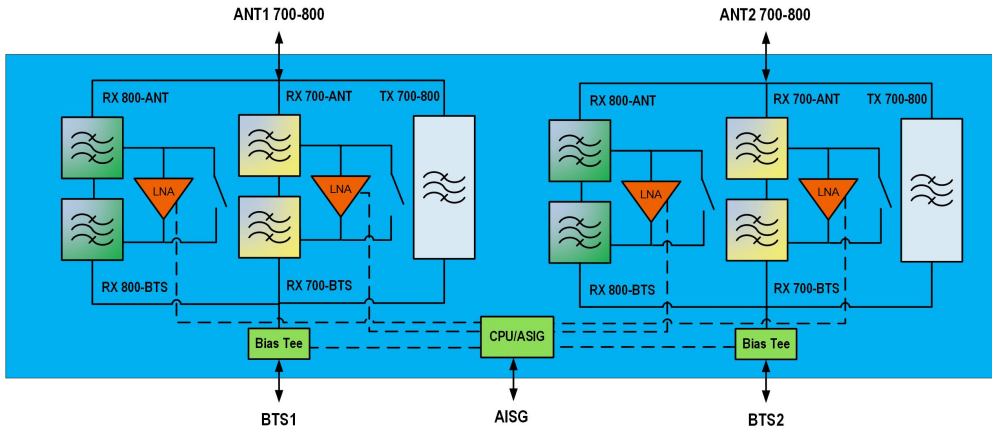 ANT1 700-800
ANT2 700-800
RX 800-ANT
RX 700-ANT
TX 700-800
RX 800-ANT
RX 700-ANT
TX 700-800
LNA
LNA
LNA
LNA
RX 800-BTS
RX 700-BTS
RX 800-BTS
RX 700-BTS
Bias Tee
CPU/ASIG
Bias Tee
BTS1
AISG
BTS2